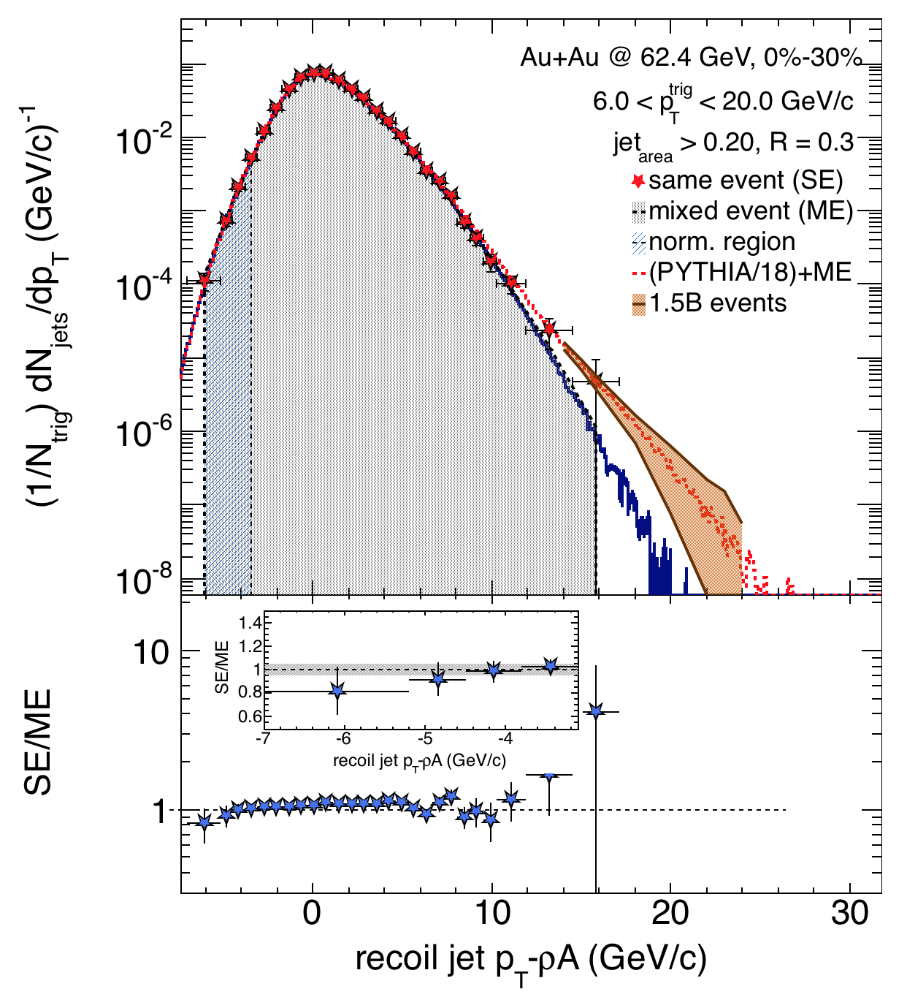 Au+Au @ 62.4 GeV, 0%-30%
6.0 < p_T^trig < 20.0 GeV/c
jet_area > 0.20, R = 0.3
same event (SE)
mixed event (ME)
norm. region
(PYTHIA/18)+ME
1.5B events
(1/N_trig) dN_jets/dp_T (GeV/c)^-1
10^-2
10^-4
10^-6
10^-8
SE/ME
10
1
SE/ME
1.4
1.2
1
0.8
0.6
-7 -6 -5 -4
recoil jet p_T-ρA (GeV/c)
0 10 20 30
recoil jet p_T-ρA (GeV/c)